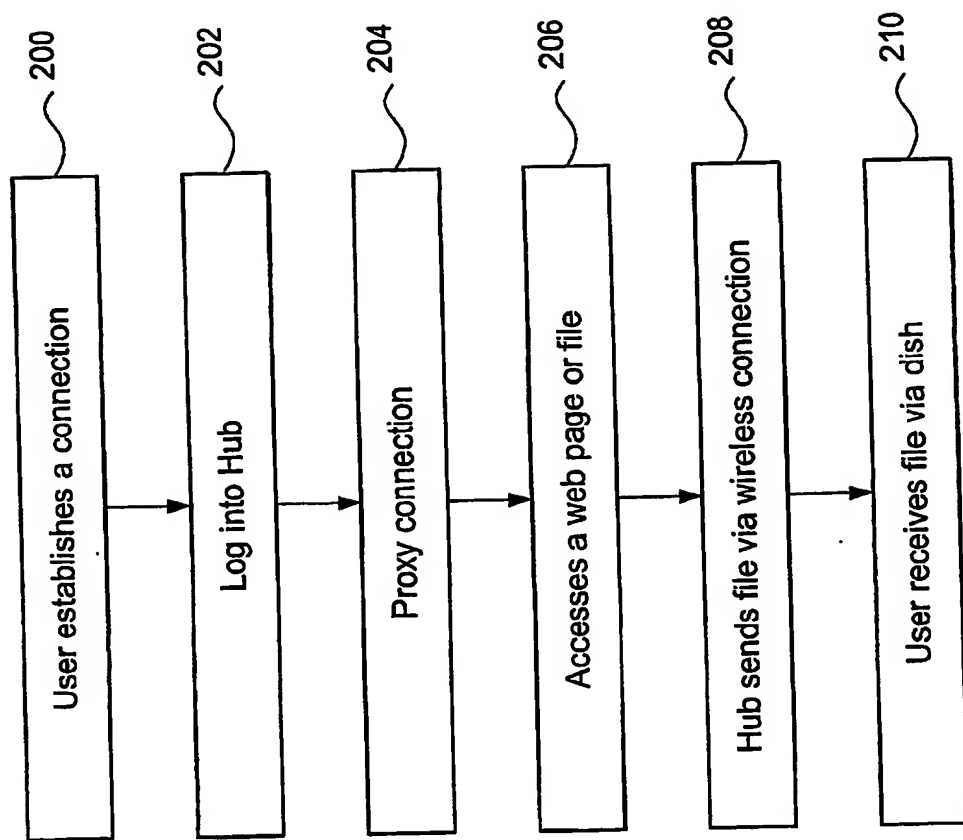 User establishes a connection
200
Log into Hub
202
Proxy connection
204
Accesses a web page or file
206
Hub sends file via wireless connection
208
User receives file via dish
210